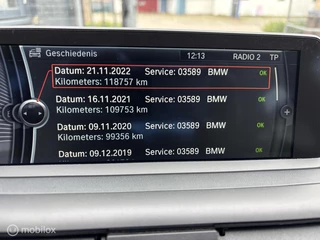 Geschiedenis 12:13 RADIO 2 TP
Datum: 21.11.2022 Service: 03589 BMW OK
Kilometers: 118757 km
Datum: 16.11.2021 Service: 03589 BMW OK
Kilometers: 109753 km
Datum: 09.11.2020 Service: 03589 BMW OK
Kilometers: 99356 km
Datum: 09.12.2019 Service: 03589 BMW OK
mobilox